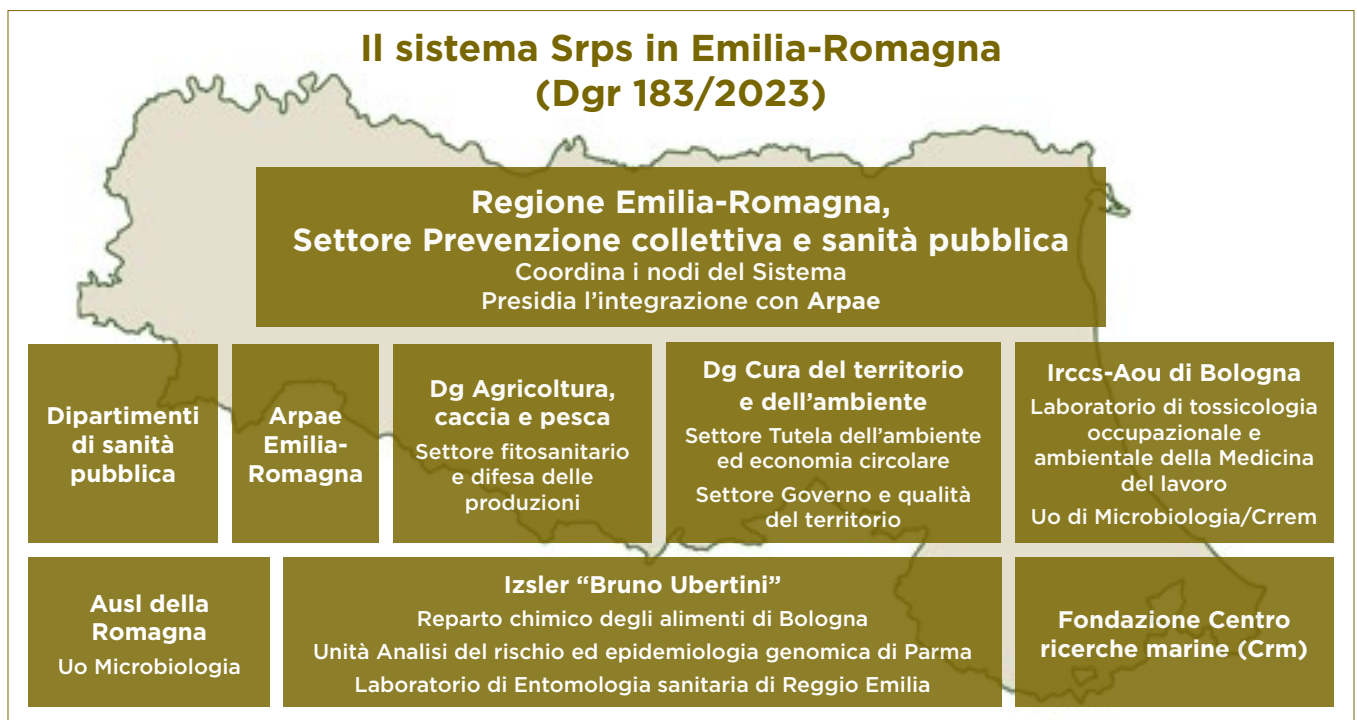 Il sistema Srps in Emilia-Romagna
(Dgr 183/2023)
Regione Emilia-Romagna,
Settore Prevenzione collettiva e sanità pubblica
Coordina i nodi del Sistema
Presidia l’integrazione con Arpae
Dipartimenti
di sanità
pubblica
Arpae
Emilia-
Romagna
Dg Agricoltura,
caccia e pesca
Settore fitosanitario
e difesa delle
produzioni
Dg Cura del territorio
e dell’ambiente
Settore Tutela dell’ambiente
ed economia circolare
Settore Governo e qualità
del territorio
Irccs-Aou di Bologna
Laboratorio di tossicologia
occupazionale e
ambientale della Medicina
del lavoro
Uo di Microbiologia/Crrem
Ausl della
Romagna
Uo Microbiologia
Izsler “Bruno Ubertini”
Reparto chimico degli alimenti di Bologna
Unità Analisi del rischio ed epidemiologia genomica di Parma
Laboratorio di Entomologia sanitaria di Reggio Emilia
Fondazione Centro
ricerche marine (Crm)